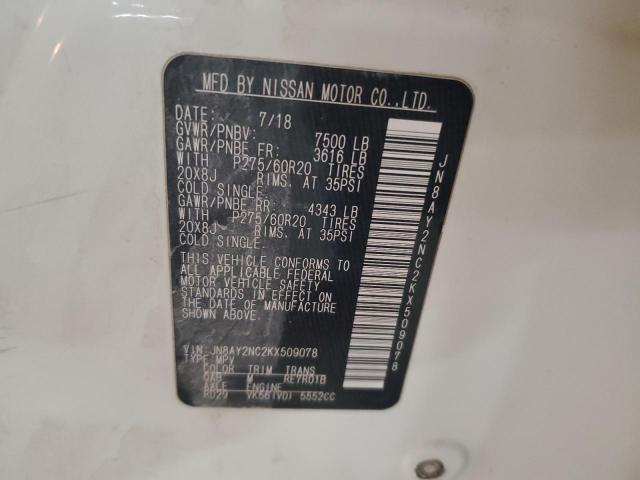 MFD BY NISSAN MOTOR CO.,LTD.
DATE: 7/18
GVWR/PNBV: 7500 LB
GAWR/PNBE FR: 3616 LB
WITH P275/60R20 TIRES
20X8J RIMS. AT 35PSI
COLD SINGLE.
GAWR/PNBE RR: 4343 LB
WITH P275/60R20 TIRES
20X8J RIMS. AT 35PSI
COLD SINGLE.
THIS VEHICLE CONFORMS TO
ALL APPLICABLE FEDERAL
MOTOR VEHICLE SAFETY
STANDARDS IN EFFECT ON
THE DATE OF MANUFACTURE
SHOWN ABOVE.
VIN: JN8AY2NC2KX509078
TYPE: MPV
COLOR TRIM TRANS
QAB M RE7R01B
AXLE ENGINE
RD29 VK56(VD) 5552CC
JN8AY2NC2KX509078